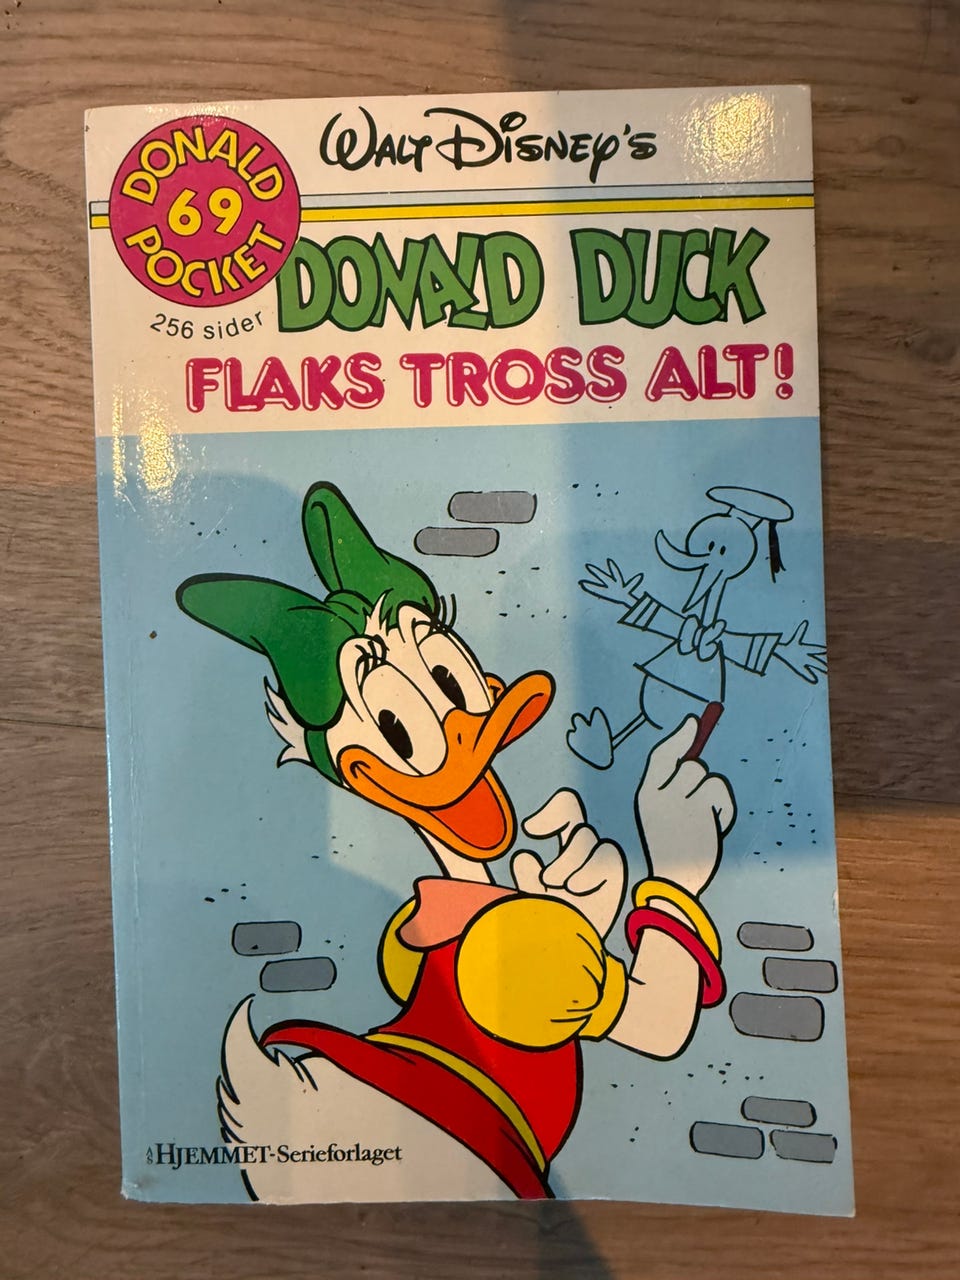 WALT DISNEY'S
DONALD
69
POCKET
256 sider
DONALD DUCK
FLAKS TROSS ALT!
A/S HJEMMET-Serieforlaget